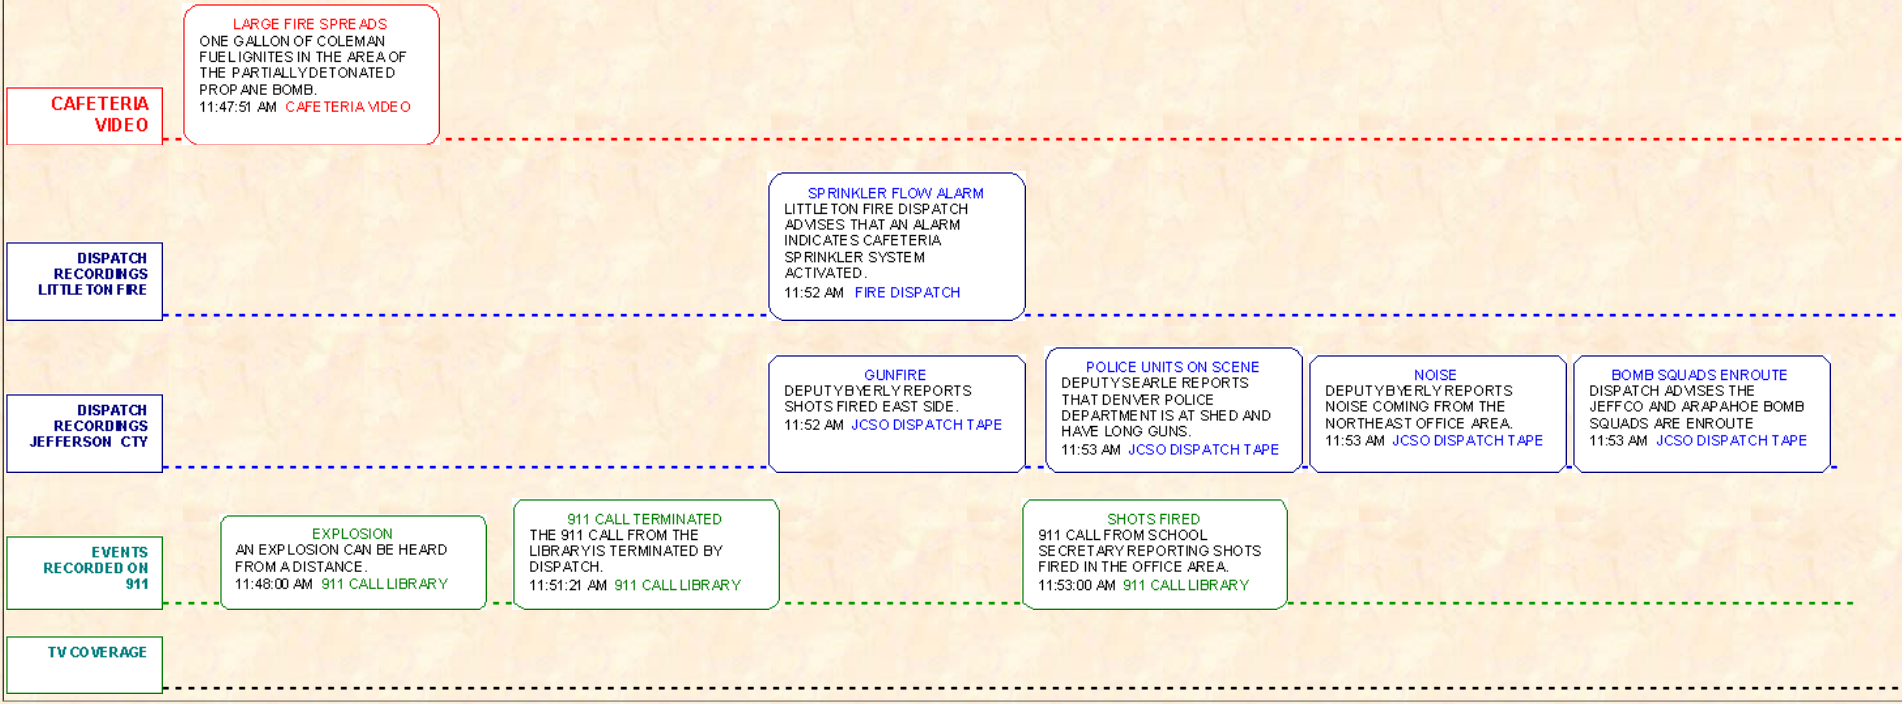 LARGE FIRE SPREADS
ONE GALLON OF COLEMAN
FUEL IGNITES IN THE AREA OF
THE PARTIALLY DETONATED
PROPANE BOMB.
11:47:51 AM CAFETERIA VIDEO
CAFETERIA
VIDEO
SPRINKLER FLOW ALARM
LITTLETON FIRE DISPATCH
ADVISES THAT AN ALARM
INDICATES CAFETERIA
SPRINKLER SYSTEM
ACTIVATED.
11:52 AM FIRE DISPATCH
DISPATCH
RECORDINGS
LITTLETON FIRE
DISPATCH
RECORDINGS
JEFFERSON CTY
GUNFIRE
DEPUTY BYERLY REPORTS
SHOTS FIRED EAST SIDE.
11:52 AM JCSO DISPATCH TAPE
POLICE UNITS ON SCENE
DEPUTY SEARLE REPORTS
THAT DENVER POLICE
DEPARTMENT IS AT SHED AND
HAVE LONG GUNS.
11:53 AM JCSO DISPATCH TAPE
NOISE
DEPUTY BYERLY REPORTS
NOISE COMING FROM THE
NORTHEAST OFFICE AREA.
11:53 AM JCSO DISPATCH TAPE
BOMB SQUADS ENROUTE
DISPATCH ADVISES THE
JEFFCO AND ARAPAHOE BOMB
SQUADS ARE ENROUTE
11:53 AM JCSO DISPATCH TAPE
EVENTS
RECORDED ON
911
EXPLOSION
AN EXPLOSION CAN BE HEARD
FROM A DISTANCE.
11:48:00 AM 911 CALL LIBRARY
911 CALL TERMINATED
THE 911 CALL FROM THE
LIBRARY IS TERMINATED BY
DISPATCH.
11:51:21 AM 911 CALL LIBRARY
SHOTS FIRED
911 CALL FROM SCHOOL
SECRETARY REPORTING SHOTS
FIRED IN THE OFFICE AREA.
11:53:00 AM 911 CALL LIBRARY
TV COVERAGE